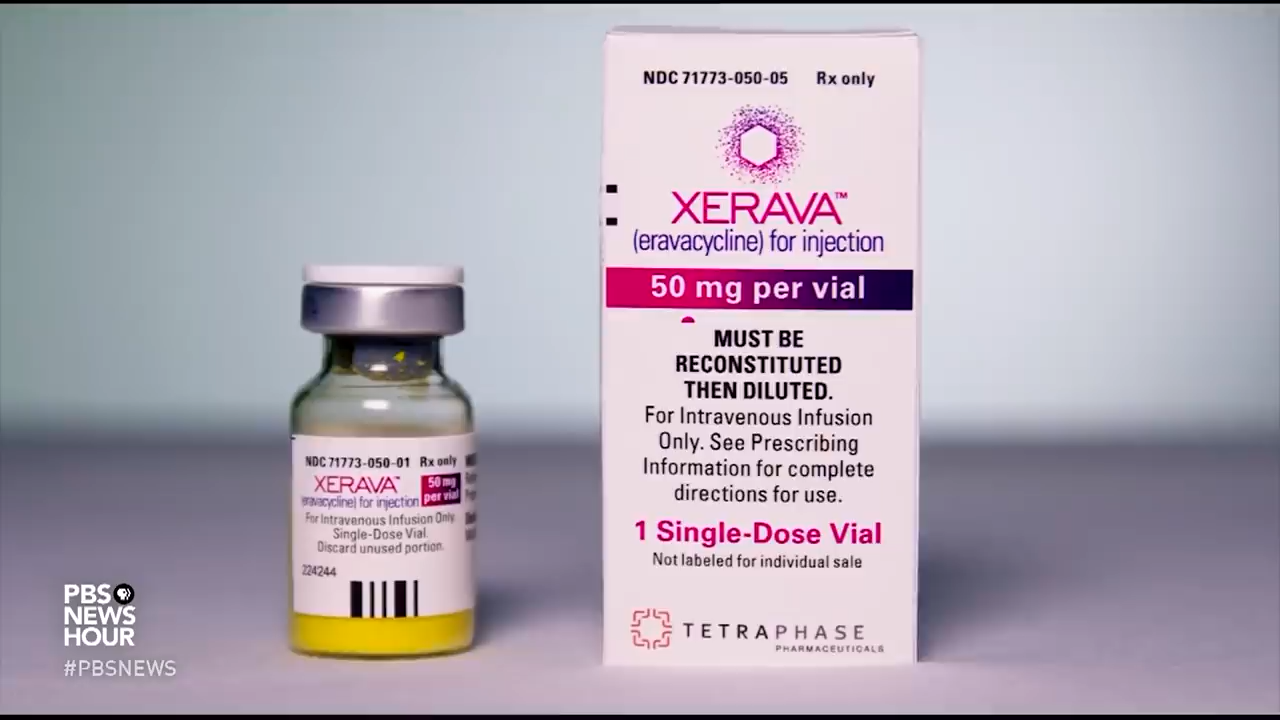 NDC 71773-050-05 Rx only
XERAVA™
(eravacycline) for injection
50 mg per vial
MUST BE
RECONSTITUTED
THEN DILUTED.
For Intravenous Infusion
Only. See Prescribing
Information for complete
directions for use.
1 Single-Dose Vial
Not labeled for individual sale
TETRAPHASE
PHARMACEUTICALS
NDC 71773-050-01 Rx only
XERAVA™
50 mg
per vial
(eravacycline) for injection
For Intravenous Infusion Only.
Single-Dose Vial.
Discard unused portion.
224244
PBS
NEWS
HOUR
#PBSNEWS